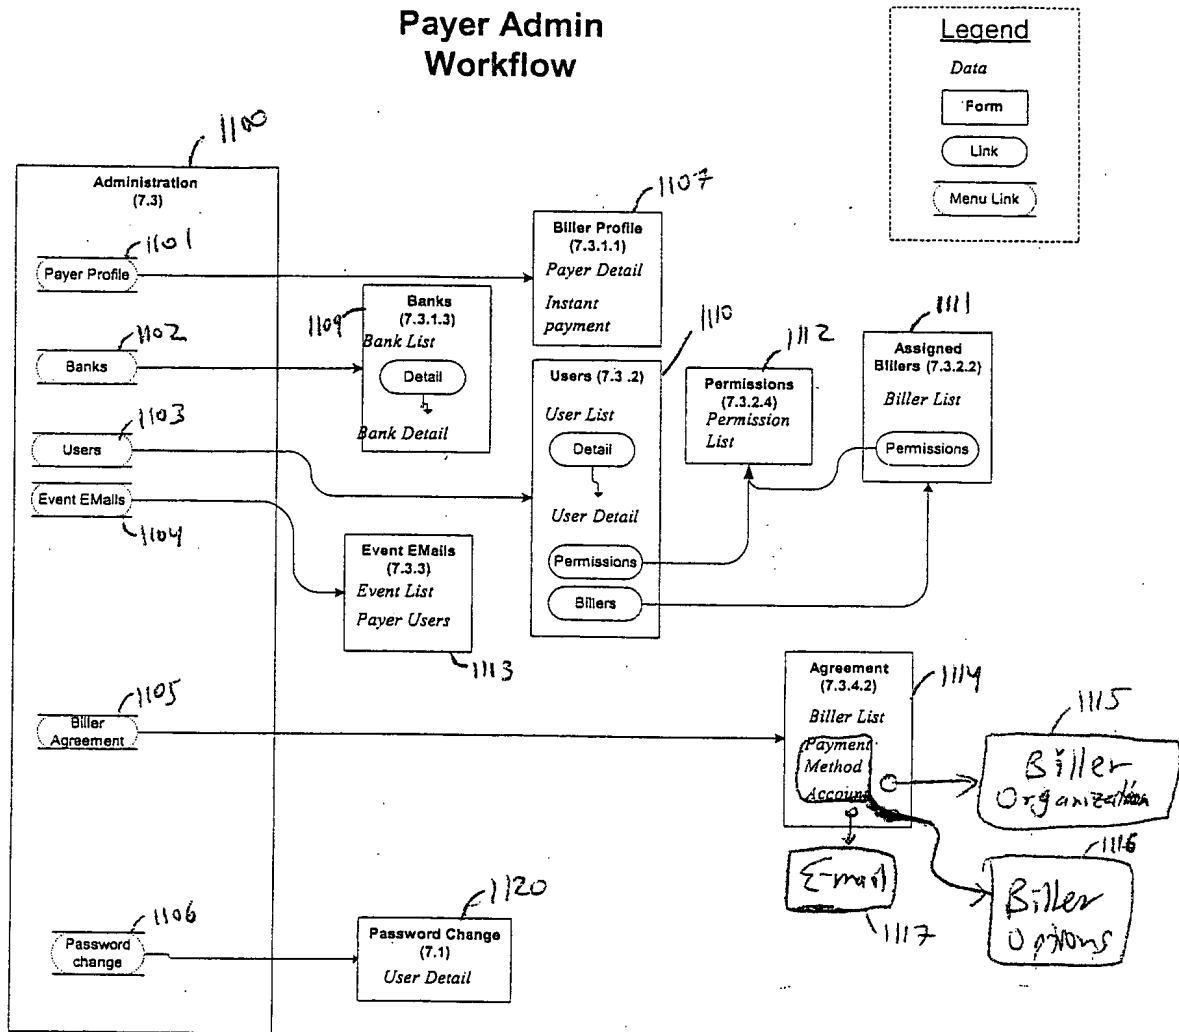 Payer Admin
Workflow
Legend
Data
Form
Link
Menu Link
1100
Administration
(7.3)
1101
Payer Profile
1107
Biller Profile
(7.3.1.1)
Payer Detail
Instant
payment
1102
Banks
1109
Banks
(7.3.1.3)
Bank List
Detail
Bank Detail
1103
Users
1110
Users (7.3 .2)
User List
Detail
User Detail
Permissions
Billers
1112
Permissions
(7.3.2.4)
Permission
List
1111
Assigned
Billers (7.3.2.2)
Biller List
Permissions
Event EMails
1104
Event EMails
(7.3.3)
Event List
Payer Users
1113
1105
Biller
Agreement
Agreement
(7.3.4.2)
1114
Biller List
Payment
Method
Account
1115
Biller
Organization
1116
Biller
Options
E-mail
1117
1106
Password
change
1120
Password Change
(7.1)
User Detail